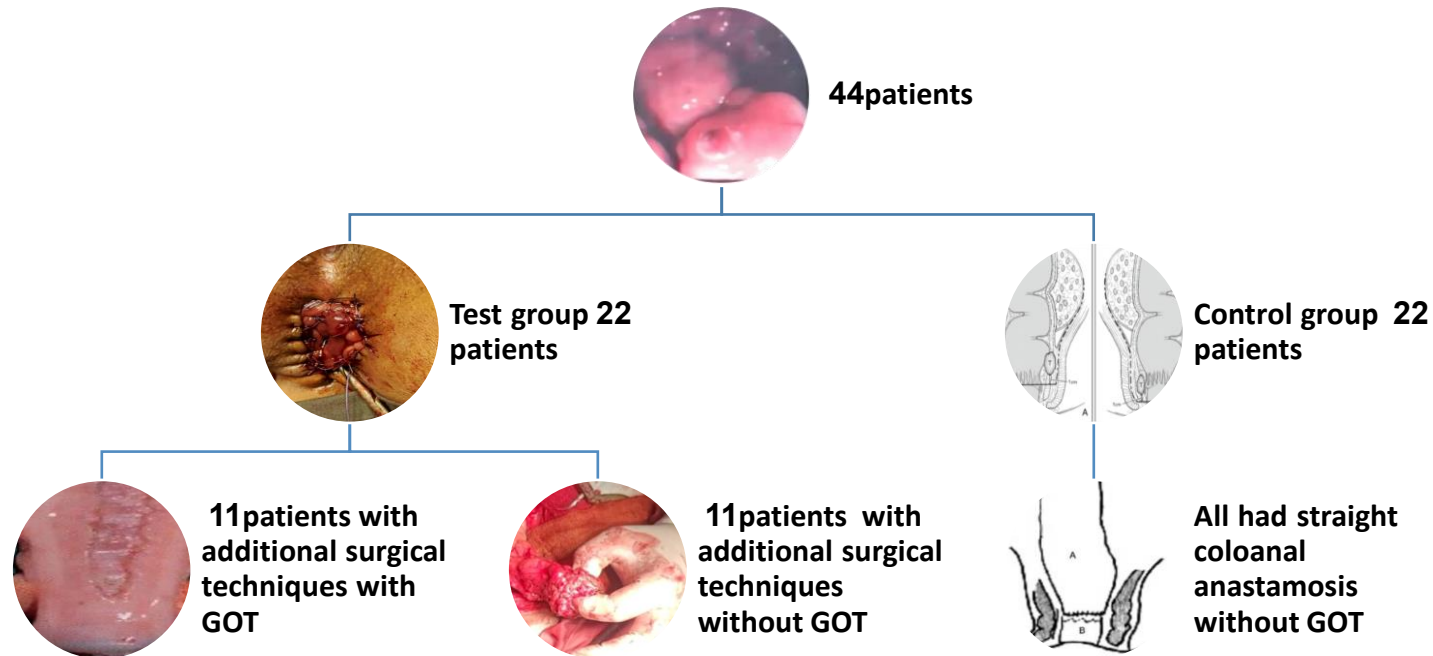 44patients
Test group 22
patients
Control group 22
patients
A
11patients with
additional surgical
techniques with
GOT
11patients with
additional surgical
techniques
without GOT
A
B
All had straight
coloanal
anastamosis
without GOT